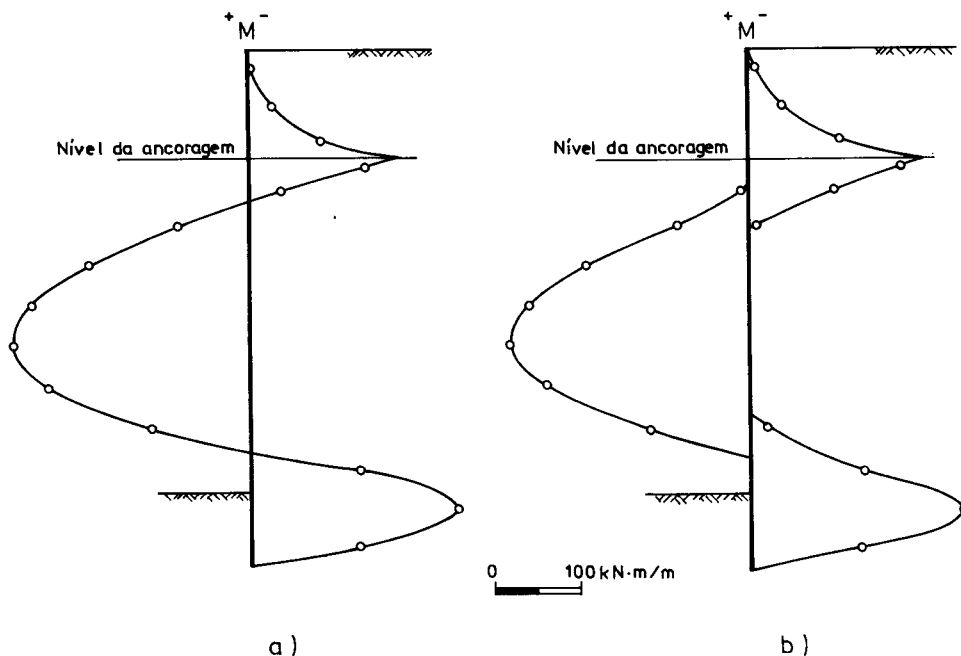 +M-
+M-
Nível da ancoragem
Nível da ancoragem
0 100 kN·m/m
a)
b)